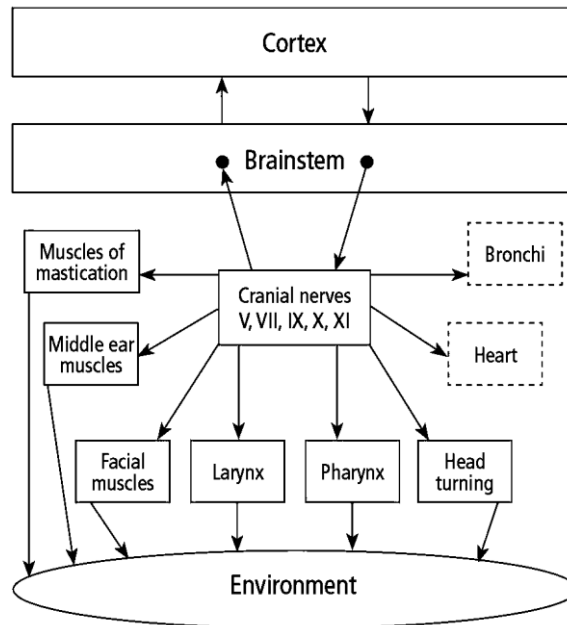 Cortex
Brainstem
Muscles of
mastication
Bronchi
Cranial nerves
V, VII, IX, X, XI
Middle ear
muscles
Heart
Facial
muscles
Larynx
Pharynx
Head
turning
Environment